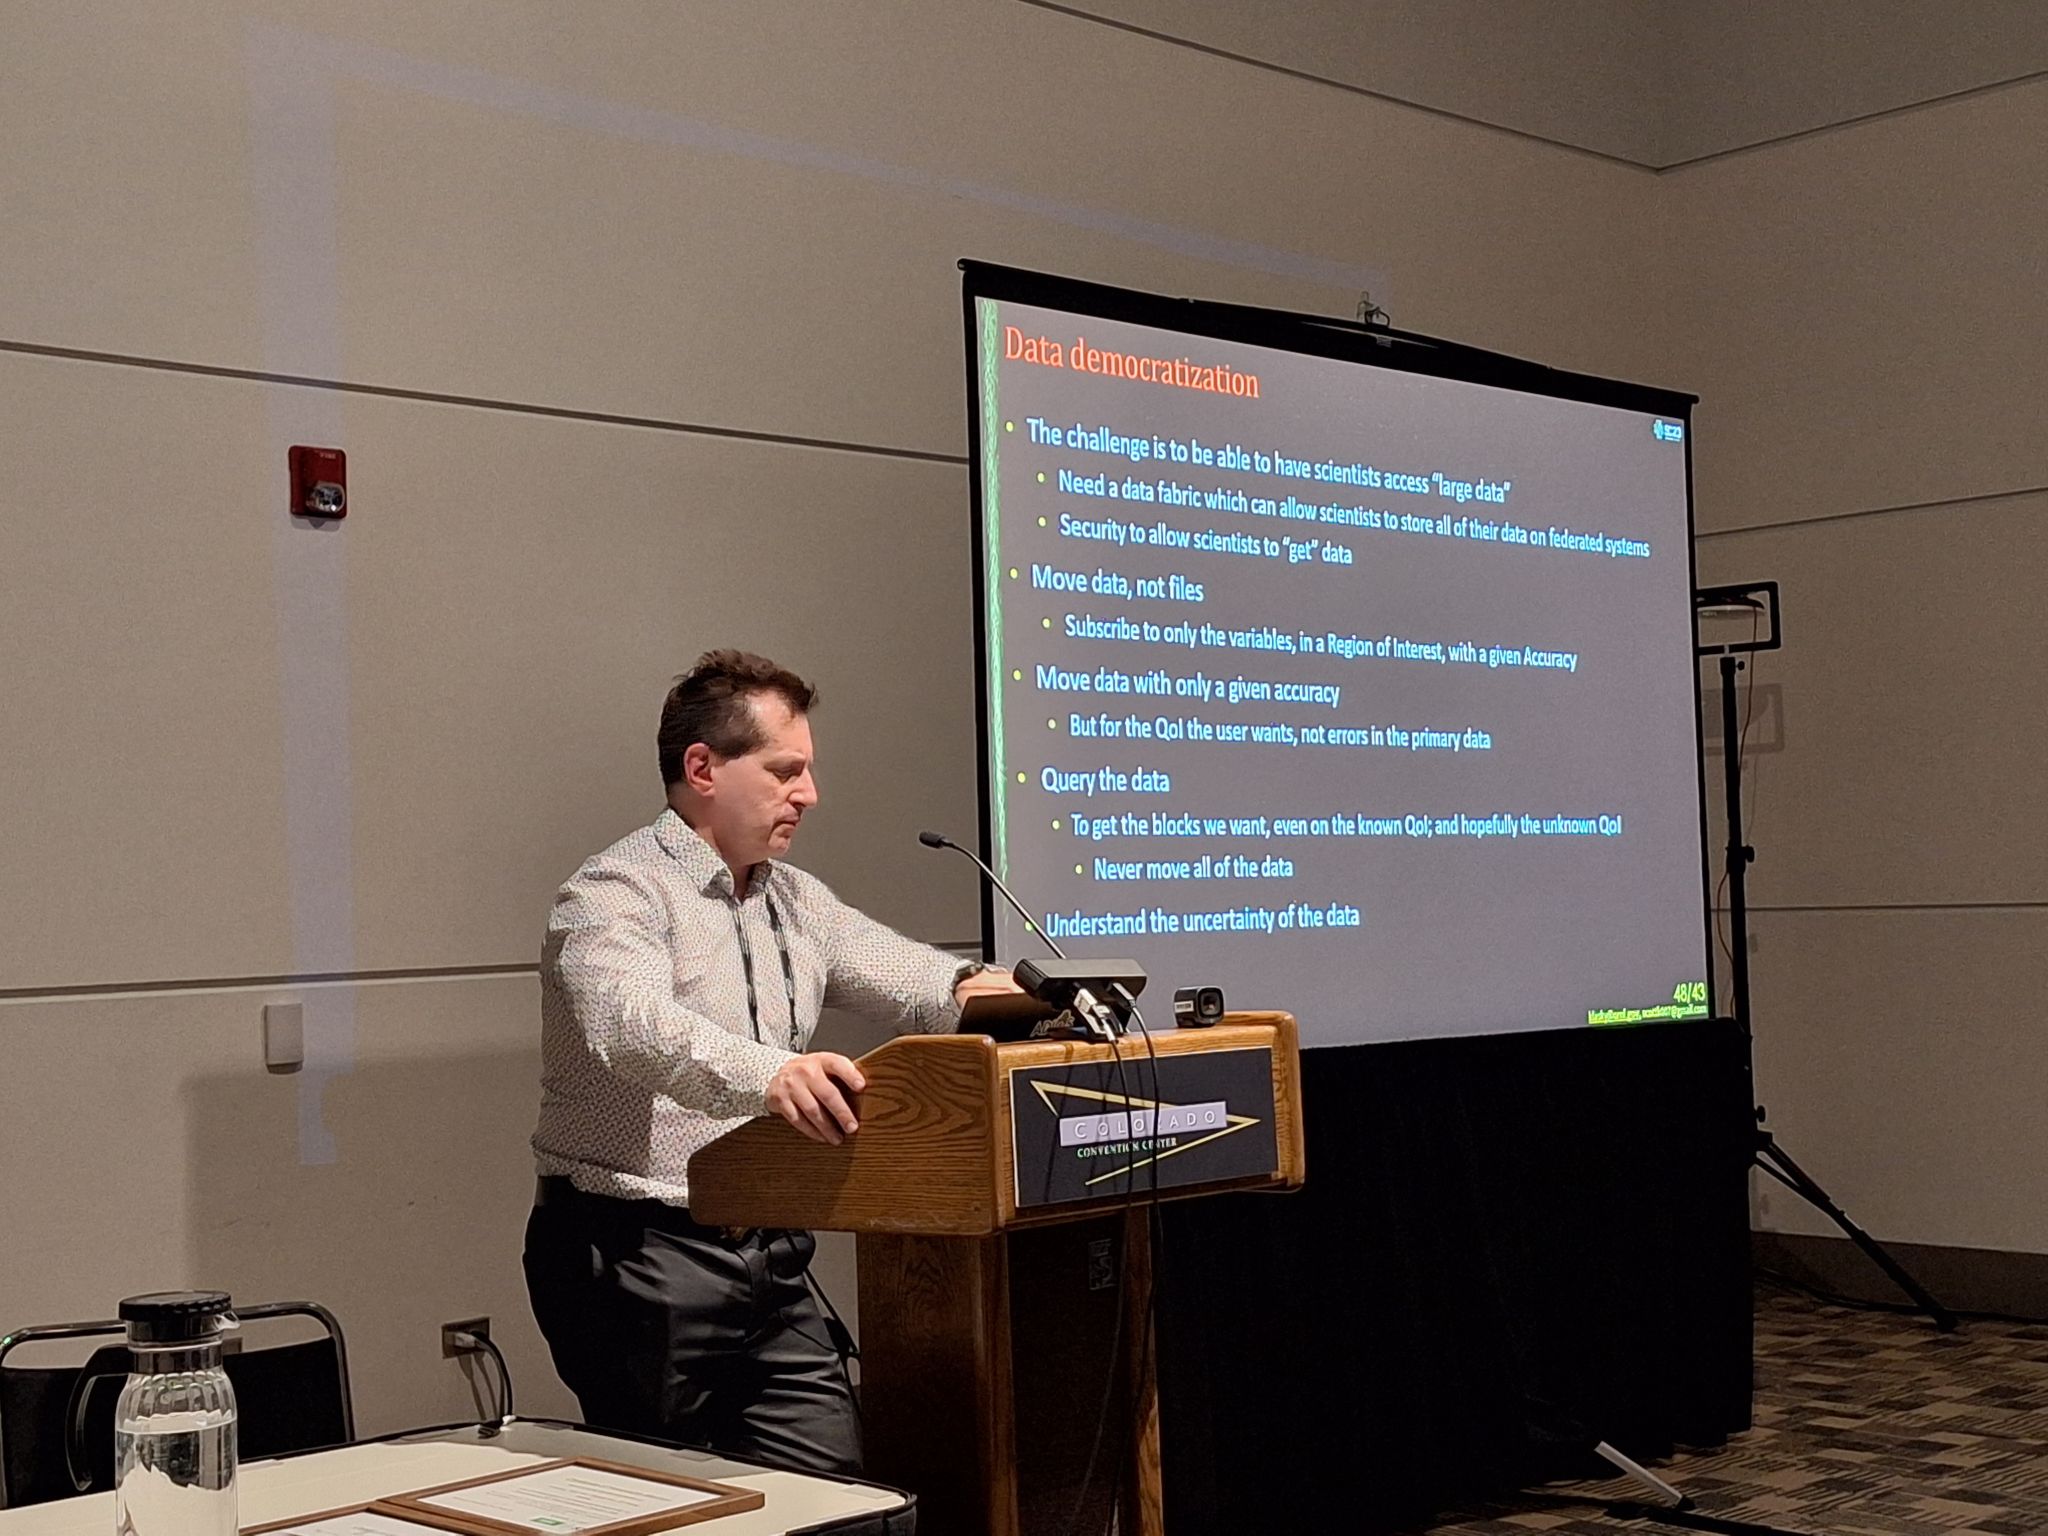 Data democratization
SC23
• The challenge is to be able to have scientists access “large data”
• Need a data fabric which can allow scientists to store all of their data on federated systems
• Security to allow scientists to “get” data
• Move data, not files
• Subscribe to only the variables, in a Region of Interest, with a given Accuracy
• Move data with only a given accuracy
• But for the QoI the user wants, not errors in the primary data
• Query the data
• To get the blocks we want, even on the known QoI; and hopefully the unknown QoI
• Never move all of the data
• Understand the uncertainty of the data
48/43
COLORADO
CONVENTION CENTER